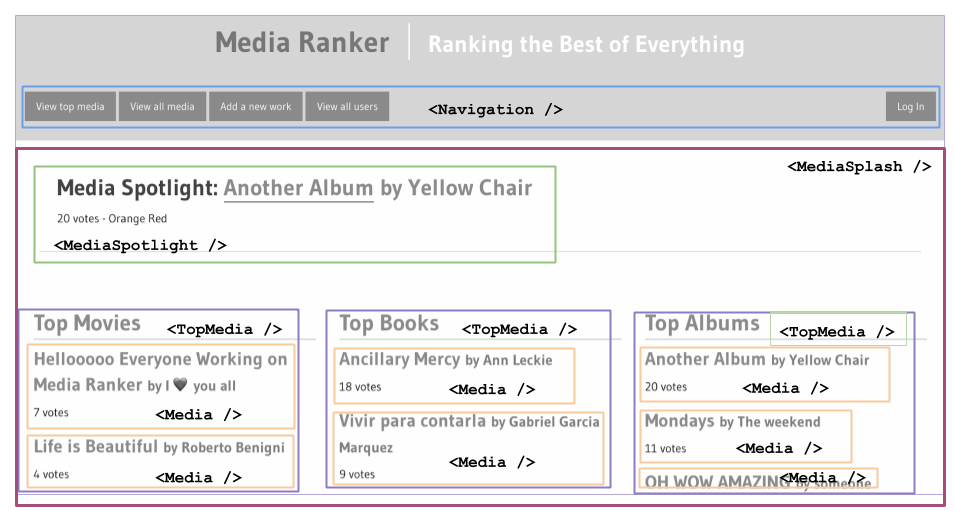 Media Ranker Ranking the Best of Everything
View top media View all media Add a new work View all users <Navigation /> Log In
<MediaSplash />
Media Spotlight: Another Album by Yellow Chair
20 votes - Orange Red
<MediaSpotlight />
Top Movies <TopMedia />
Hellooooo Everyone Working on
Media Ranker by I 🖤 you all
7 votes <Media />
Life is Beautiful by Roberto Benigni
4 votes <Media />
Top Books <TopMedia />
Ancillary Mercy by Ann Leckie
18 votes <Media />
Vivir para contarla by Gabriel Garcia
Marquez
9 votes <Media />
Top Albums <TopMedia />
Another Album by Yellow Chair
20 votes <Media />
Mondays by The weekend
11 votes <Media />
OH WOW AMAZING by someone
<Media />